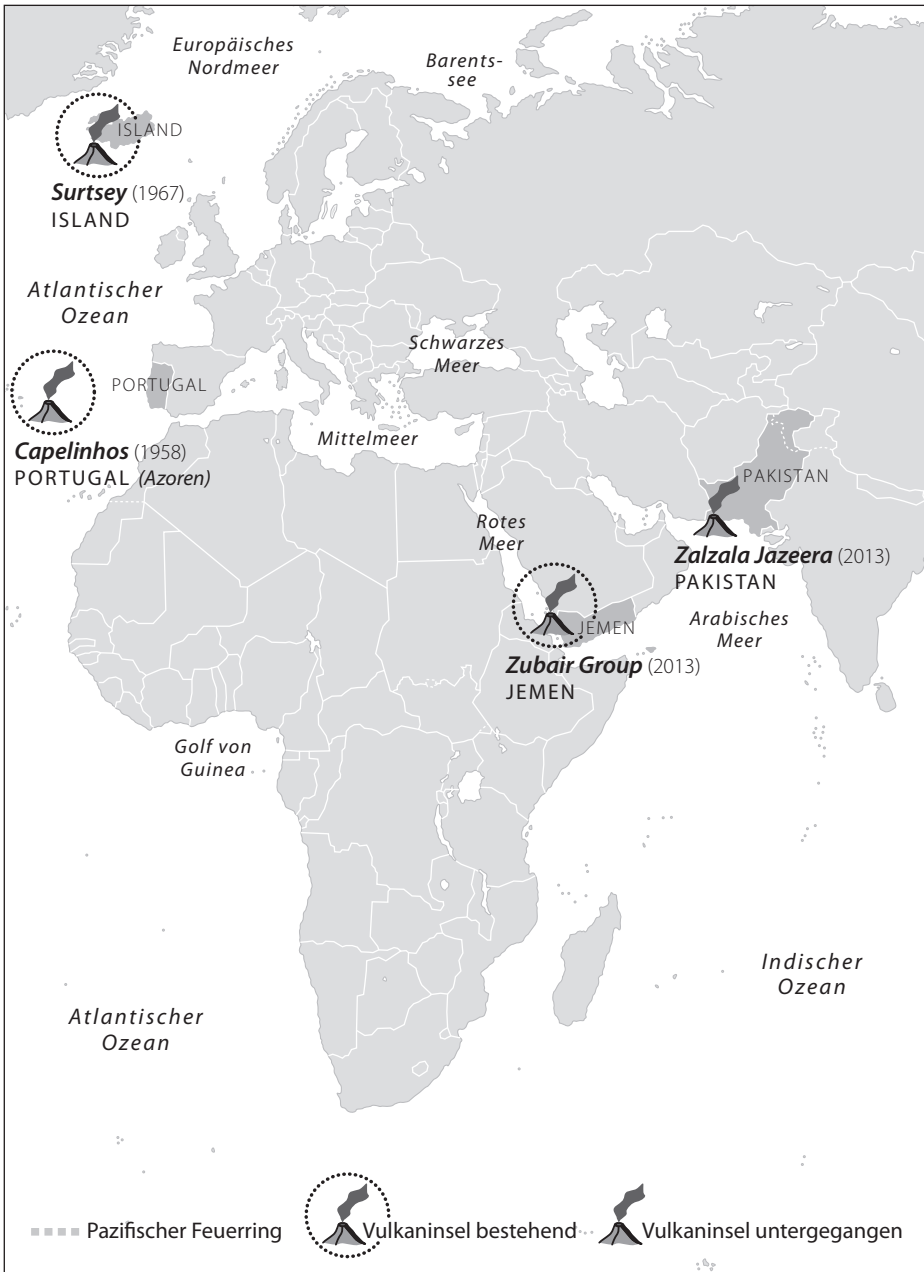 Europäisches
Nordmeer
Barents-
see
ISLAND
Surtsey (1967)
ISLAND
Atlantischer
Ozean
Schwarzes
Meer
PORTUGAL
Capelinhos (1958)
PORTUGAL (Azoren)
Mittelmeer
PAKISTAN
Rotes
Meer
Zalzala Jazeera (2013)
PAKISTAN
Arabisches
Meer
JEMEN
Zubair Group (2013)
JEMEN
Golf von
Guinea
Indischer
Ozean
Atlantischer
Ozean
Pazifischer Feuerring
Vulkaninsel bestehend
Vulkaninsel untergegangen